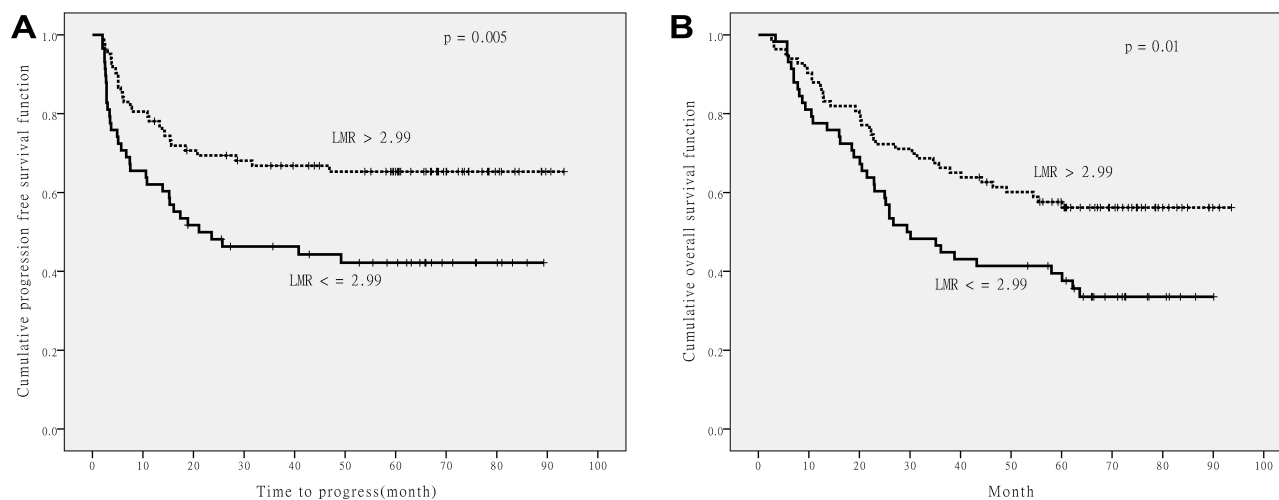 A
p = 0.005
Cumulative progression free survival function
1.0
0.8
0.6
0.4
0.2
0.0
LMR > 2.99
LMR < = 2.99
0 10 20 30 40 50 60 70 80 90 100
Time to progress(month)
B
p = 0.01
Cumulative overall survival function
1.0
0.8
0.6
0.4
0.2
0.0
LMR > 2.99
LMR < = 2.99
0 10 20 30 40 50 60 70 80 90 100
Month